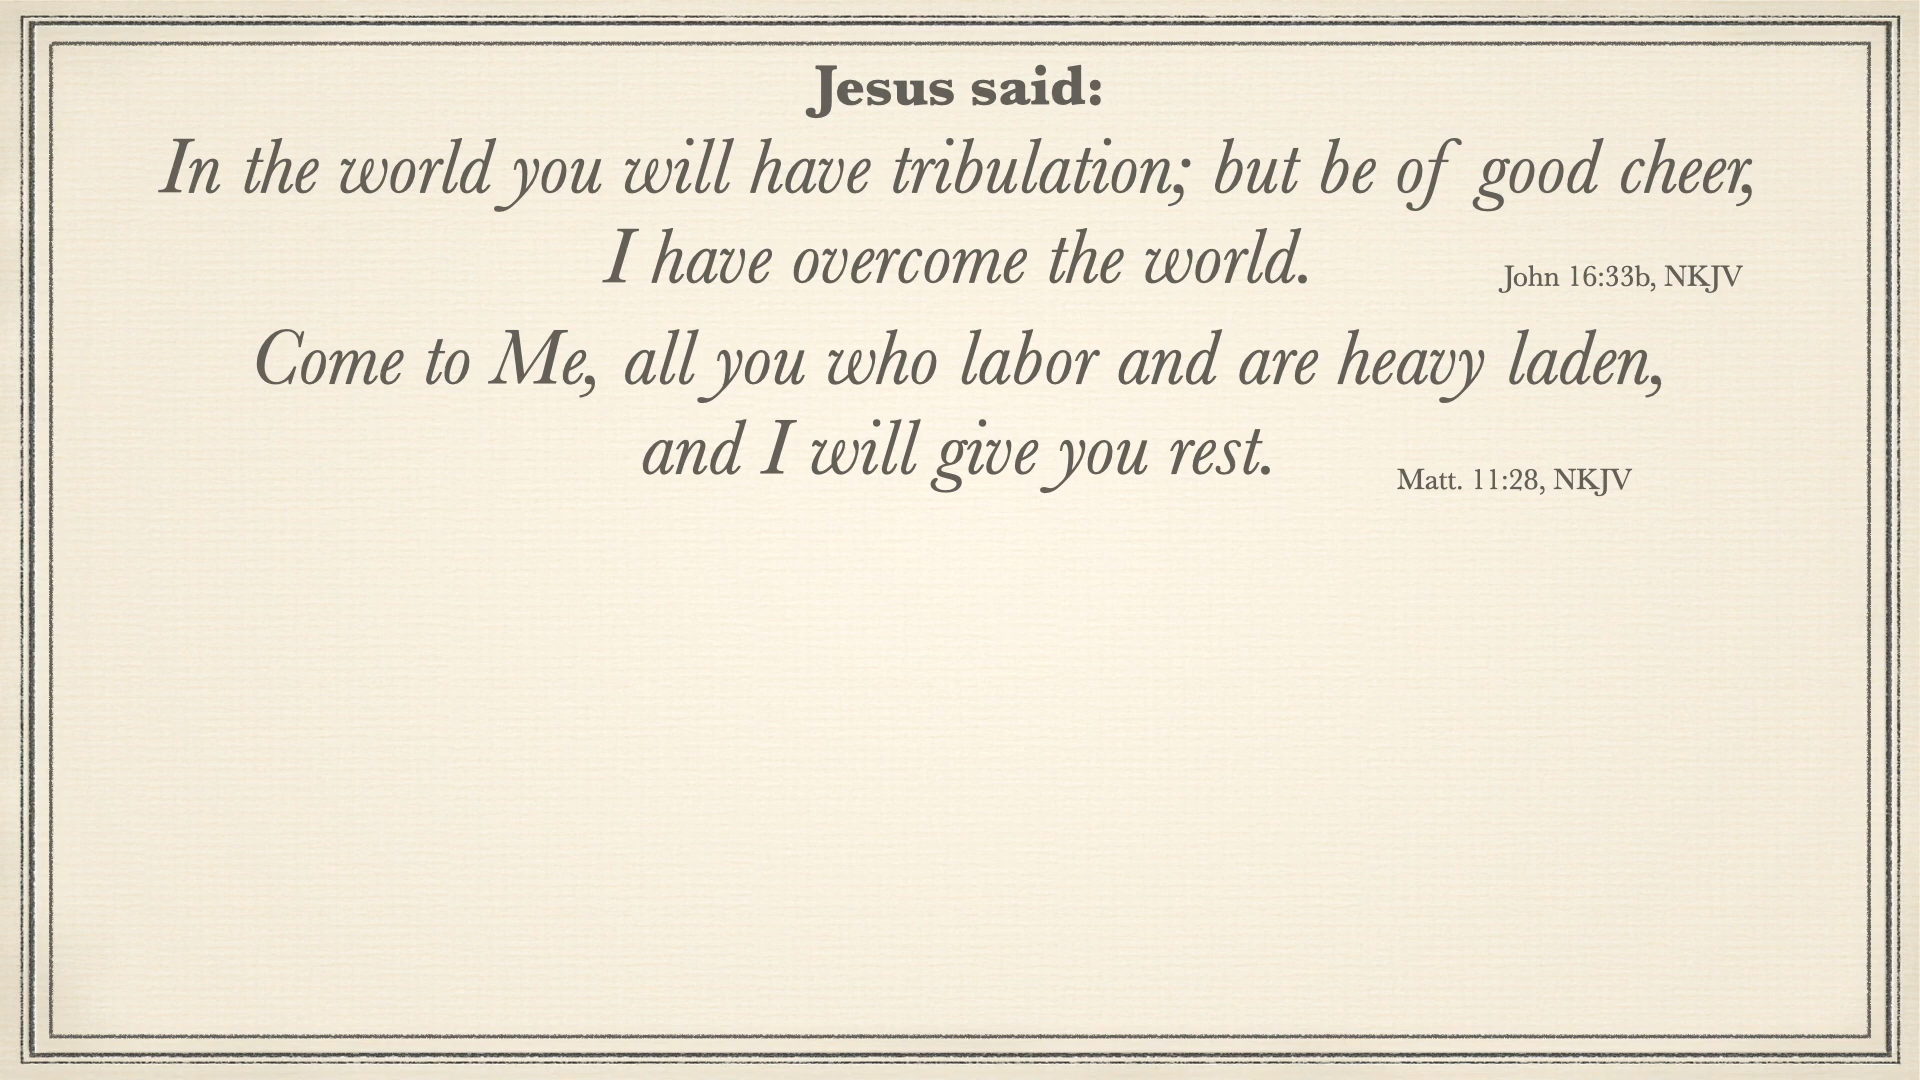 Jesus said:
In the world you will have tribulation; but be of good cheer,
I have overcome the world. John 16:33b, NKJV
Come to Me, all you who labor and are heavy laden,
and I will give you rest. Matt. 11:28, NKJV